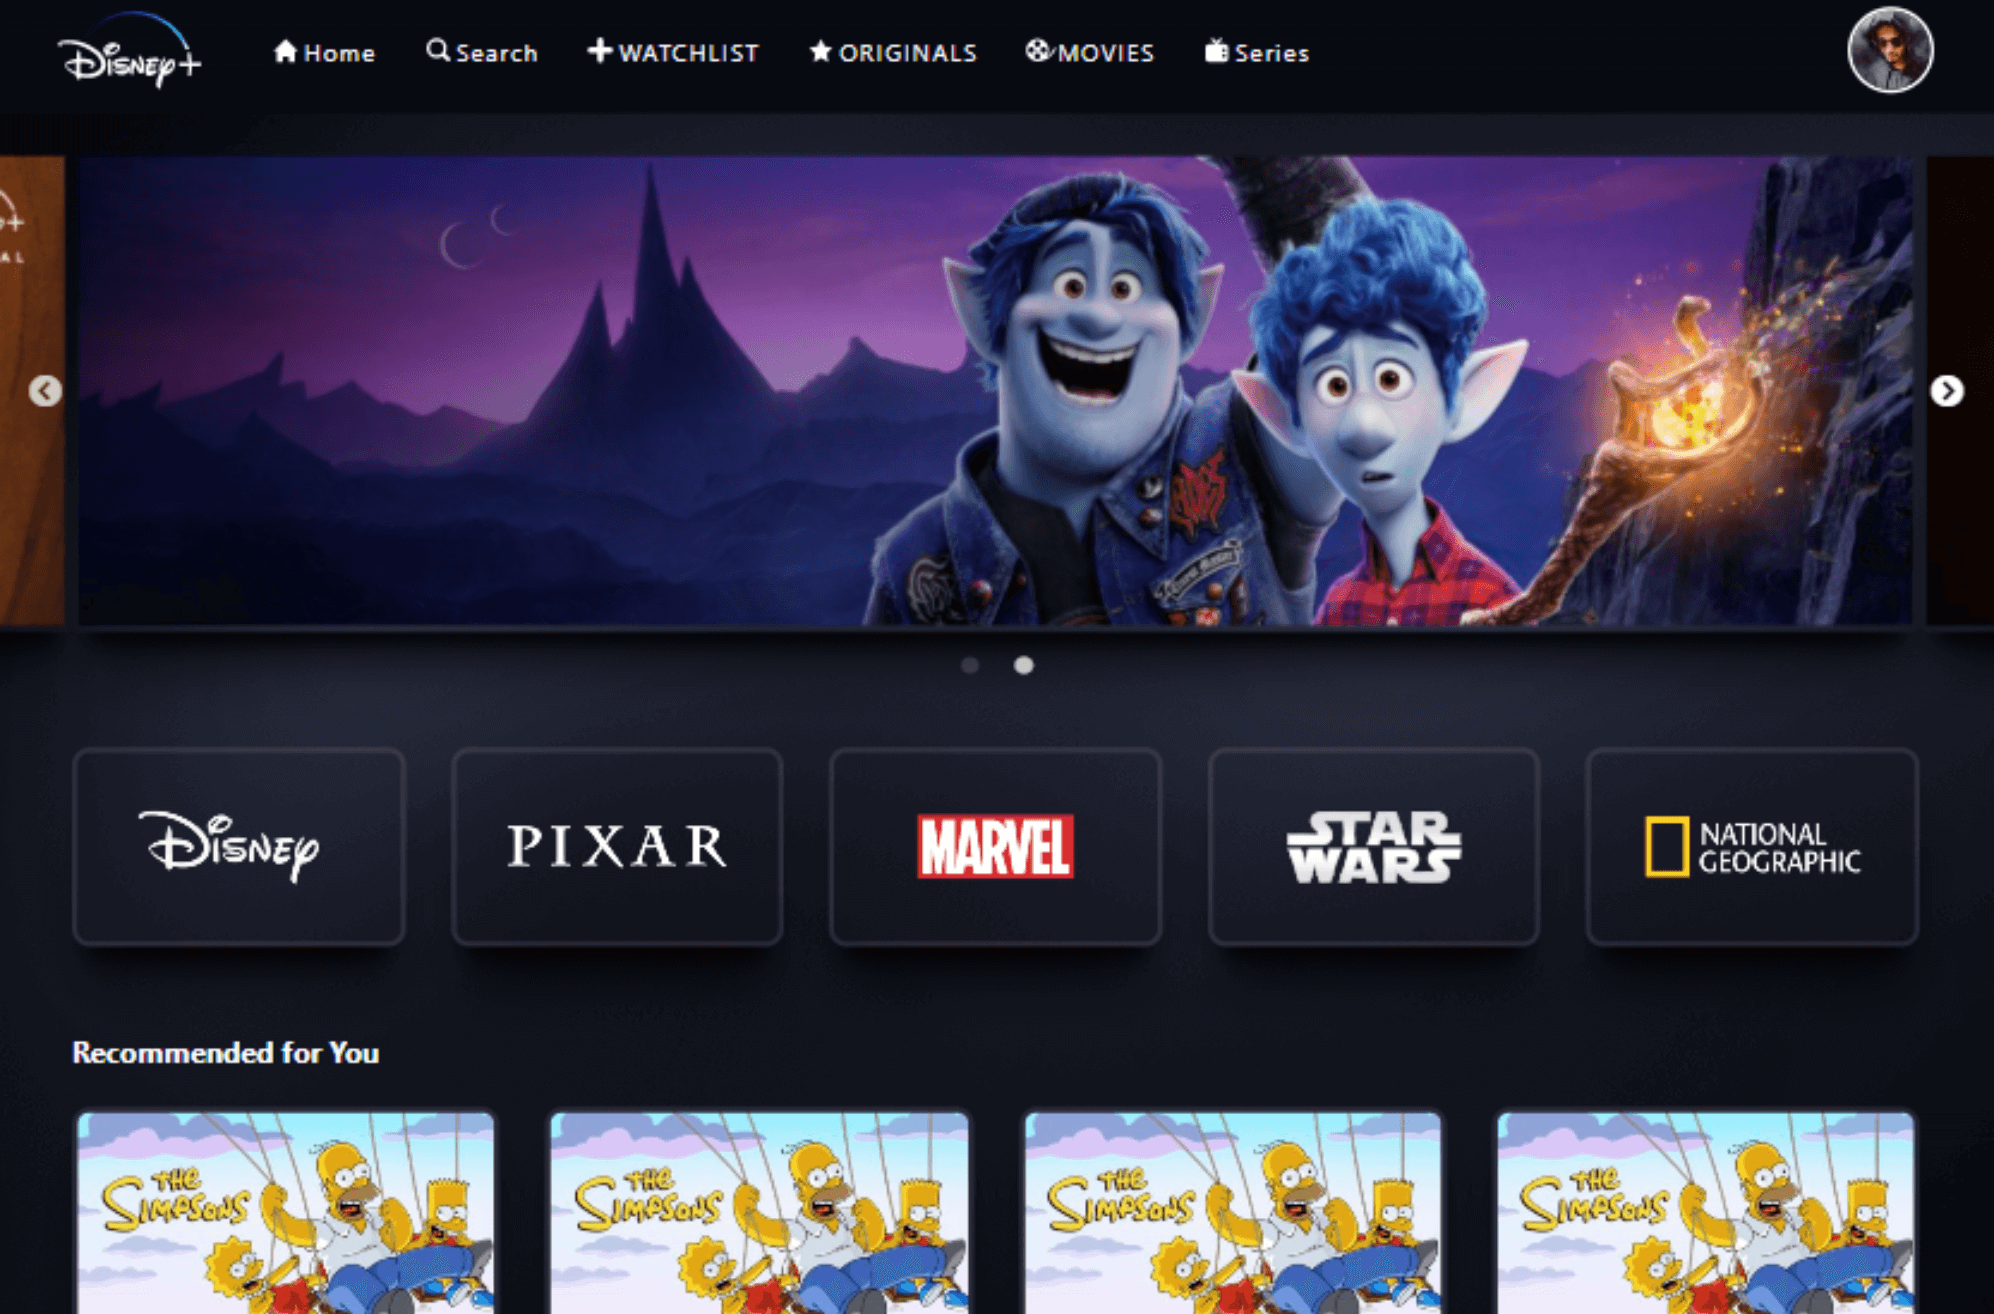 Disney+
Home
Search
WATCHLIST
ORIGINALS
MOVIES
Series
+
AL
Disney
PIXAR
MARVEL
STAR
WARS
NATIONAL
GEOGRAPHIC
Recommended for You
THE
SIMPSONS
THE
SIMPSONS
THE
SIMPSONS
THE
SIMPSONS